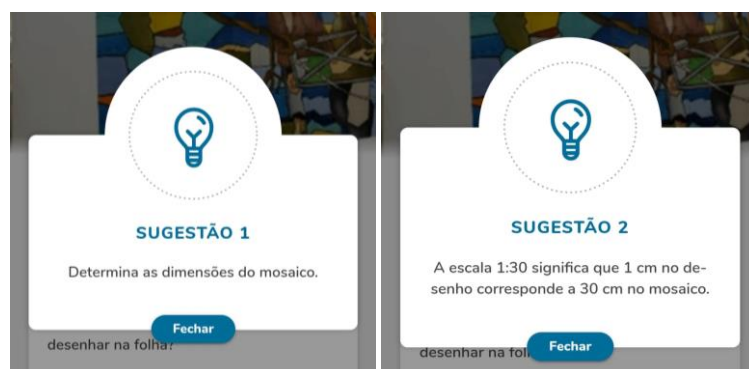 SUGESTÃO 1
Determina as dimensões do mosaico.
Fechar
desenhar na folha?
SUGESTÃO 2
A escala 1:30 significa que 1 cm no de-
senho corresponde a 30 cm no mosaico.
Fechar
desenhar na fol